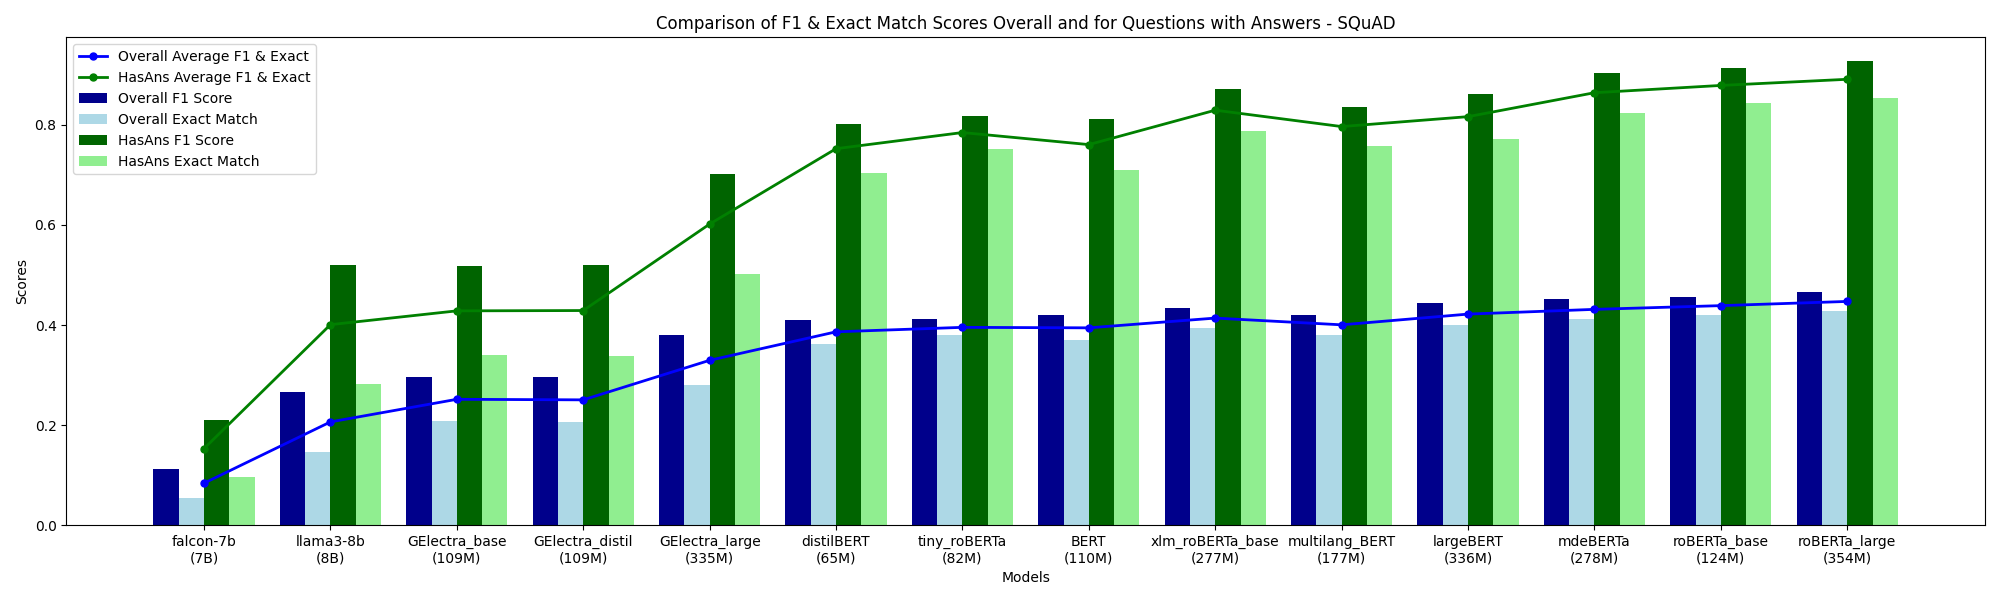 Comparison of F1 & Exact Match Scores Overall and for Questions with Answers - SQuAD
Overall Average F1 & Exact
HasAns Average F1 & Exact
Overall F1 Score
Overall Exact Match
HasAns F1 Score
HasAns Exact Match
Scores
0.8
0.6
0.4
0.2
0.0
falcon-7b llama3-8b GElectra_base GElectra_distil GElectra_large distilBERT tiny_roBERTa BERT xlm_roBERTa_base multilang_BERT largeBERT mdeBERTa roBERTa_base roBERTa_large
(7B) (8B) (109M) (109M) (335M) (65M) (82M) (110M) (277M) (177M) (336M) (278M) (124M) (354M)
Models